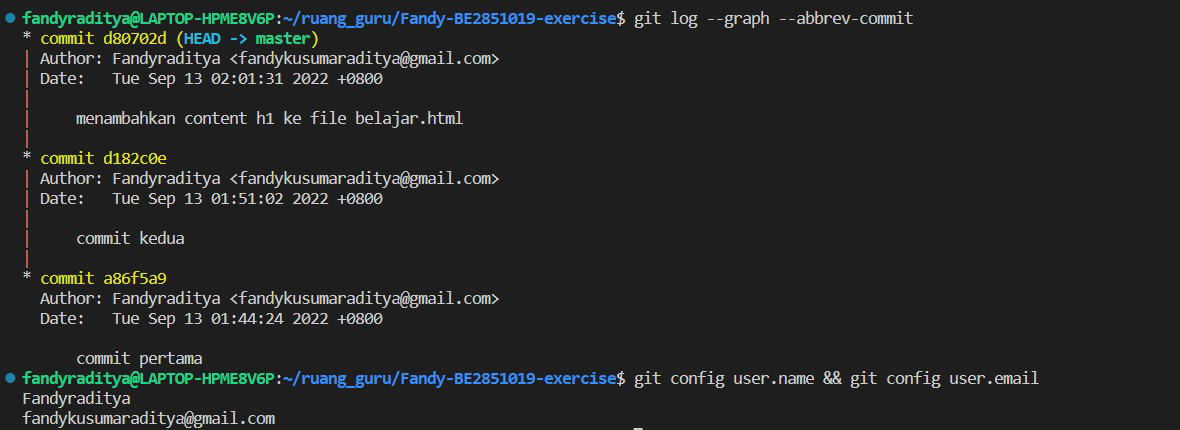 fandyraditya@LAPTOP-HPME8V6P:~/ruang_guru/Fandy-BE2851019-exercise$ git log --graph --abbrev-commit
* commit d80702d (HEAD -> master)
| Author: Fandyraditya <fandykusumaraditya@gmail.com>
| Date:   Tue Sep 13 02:01:31 2022 +0800
|
|     menambahkan content h1 ke file belajar.html
|
* commit d182c0e
| Author: Fandyraditya <fandykusumaraditya@gmail.com>
| Date:   Tue Sep 13 01:51:02 2022 +0800
|
|     commit kedua
|
* commit a86f5a9
  Author: Fandyraditya <fandykusumaraditya@gmail.com>
  Date:   Tue Sep 13 01:44:24 2022 +0800

      commit pertama
fandyraditya@LAPTOP-HPME8V6P:~/ruang_guru/Fandy-BE2851019-exercise$ git config user.name && git config user.email
Fandyraditya
fandykusumaraditya@gmail.com